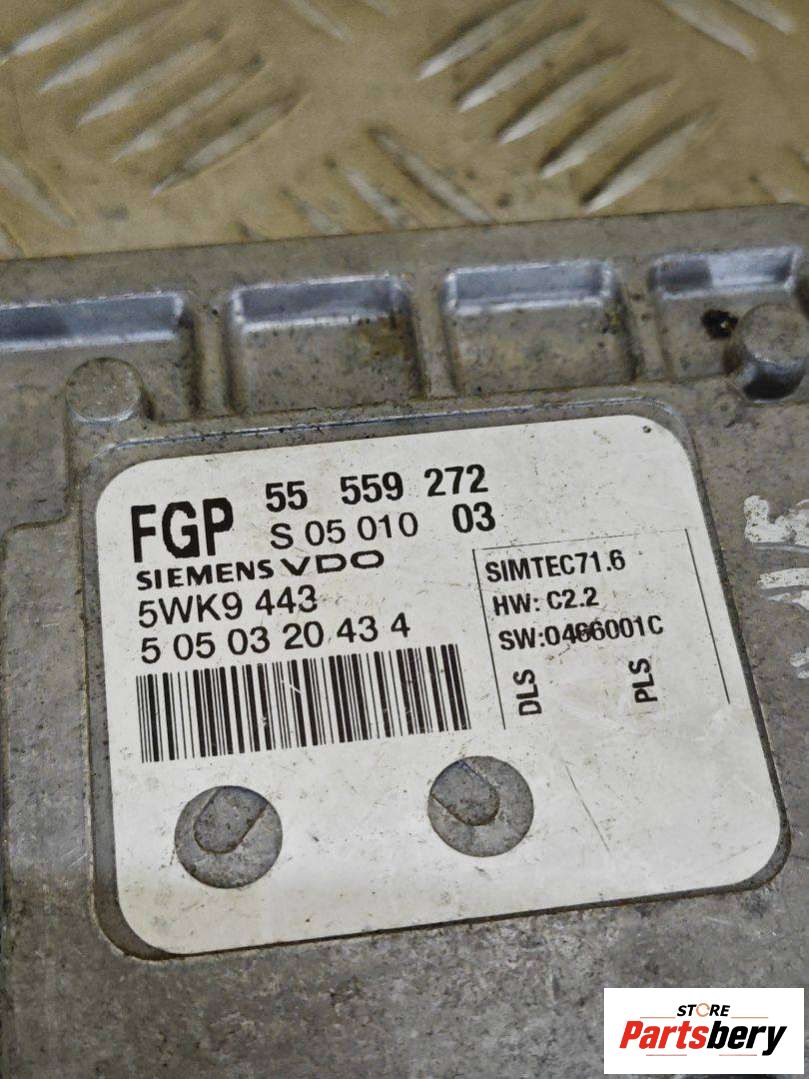 FGP 55 559 272
S 05 010 03
SIEMENS VDO
5WK9 443
5 05 03 20 43 4
SIMTEC71.6
HW: C2.2
SW:0466001C
DLS PLS
STORE
Partsbery